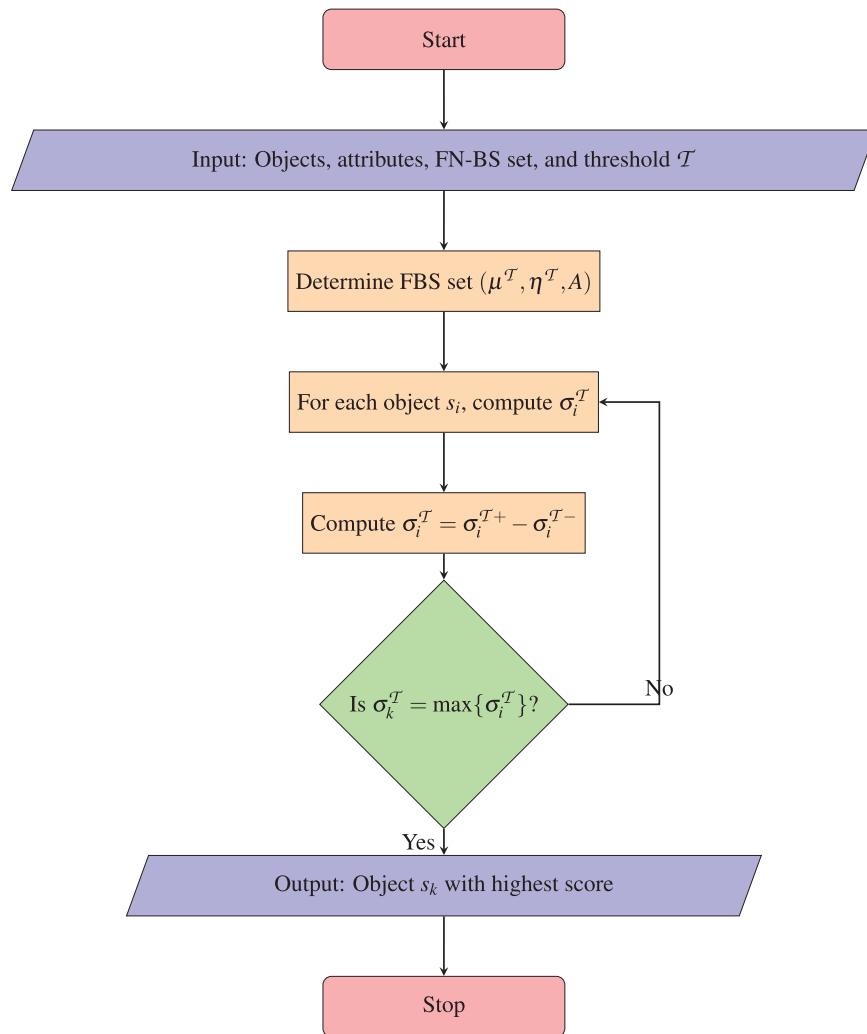 Start
Input: Objects, attributes, FN-BS set, and threshold 𝒯
Determine FBS set (μ^𝒯, η^𝒯, A)
For each object s_i, compute σ_i^𝒯
Compute σ_i^𝒯 = σ_i^𝒯+ − σ_i^𝒯−
Is σ_k^𝒯 = max{σ_i^𝒯}?
No
Yes
Output: Object s_k with highest score
Stop